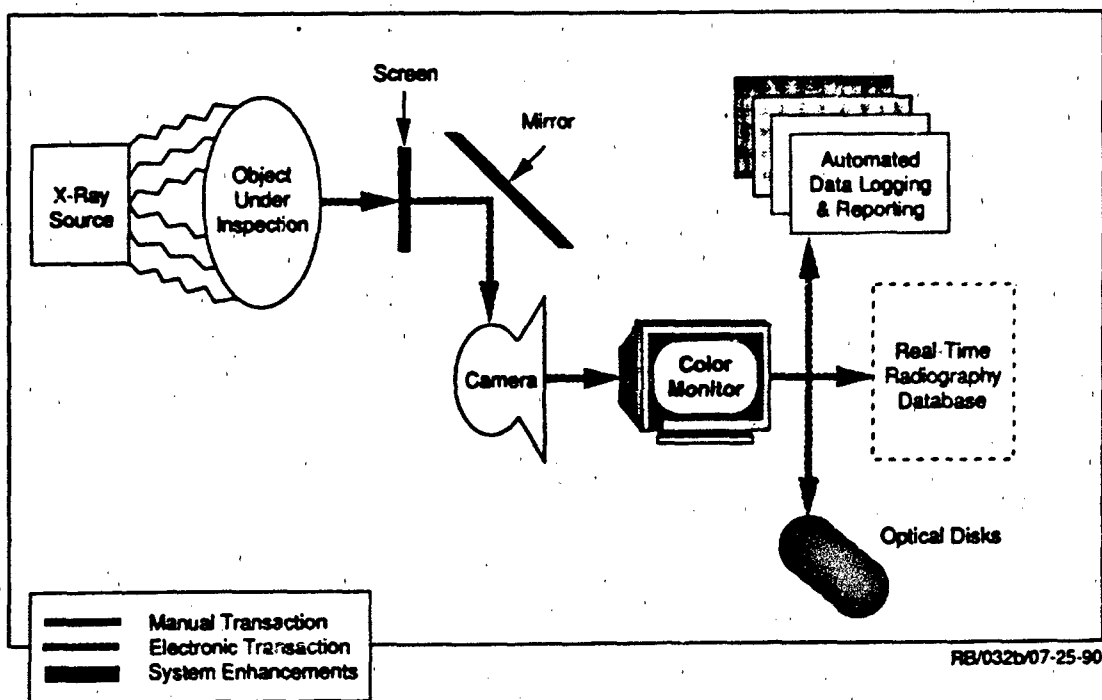 Screen
Mirror
X-Ray
Source
Object
Under
Inspection
Automated
Data Logging
& Reporting
Camera
Color
Monitor
Real-Time
Radiography
Database
Optical Disks
Manual Transaction
Electronic Transaction
System Enhancements
RB/032b/07-25-90